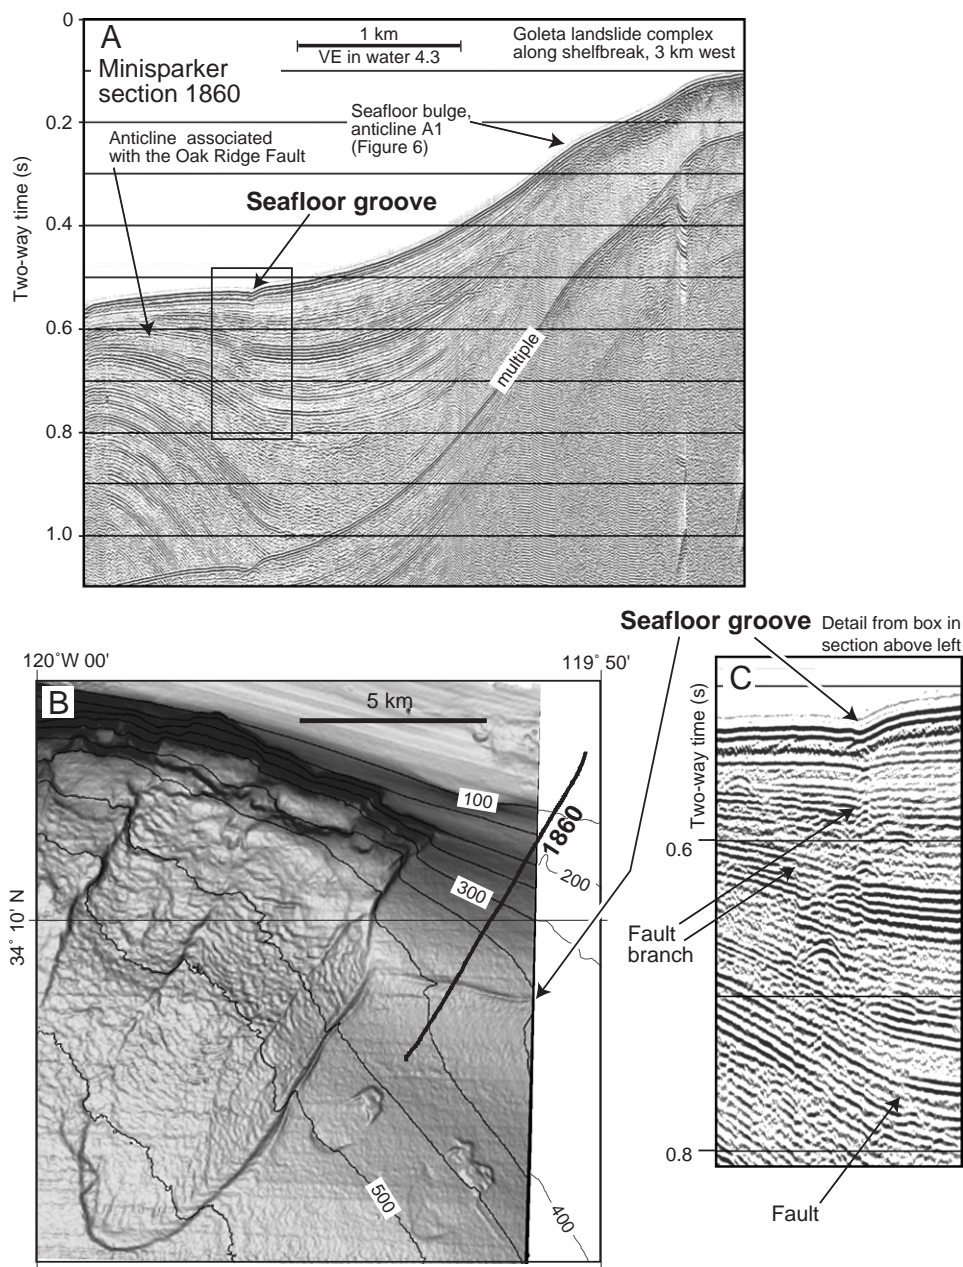 0
A
1 km
VE in water 4.3
Goleta landslide complex
along shelfbreak, 3 km west
Minisparker
section 1860
Seafloor bulge,
anticline A1
(Figure 6)
Anticline associated
with the Oak Ridge Fault
Seafloor groove
0.2
0.4
0.6
0.8
1.0
Two-way time (s)
multiple
Seafloor groove
Detail from box in
section above left
120˚W 00'
119˚ 50'
B
5 km
100
1860
200
300
34˚ 10' N
500
400
C
Two-way time (s)
0.6
Fault
branch
0.8
Fault